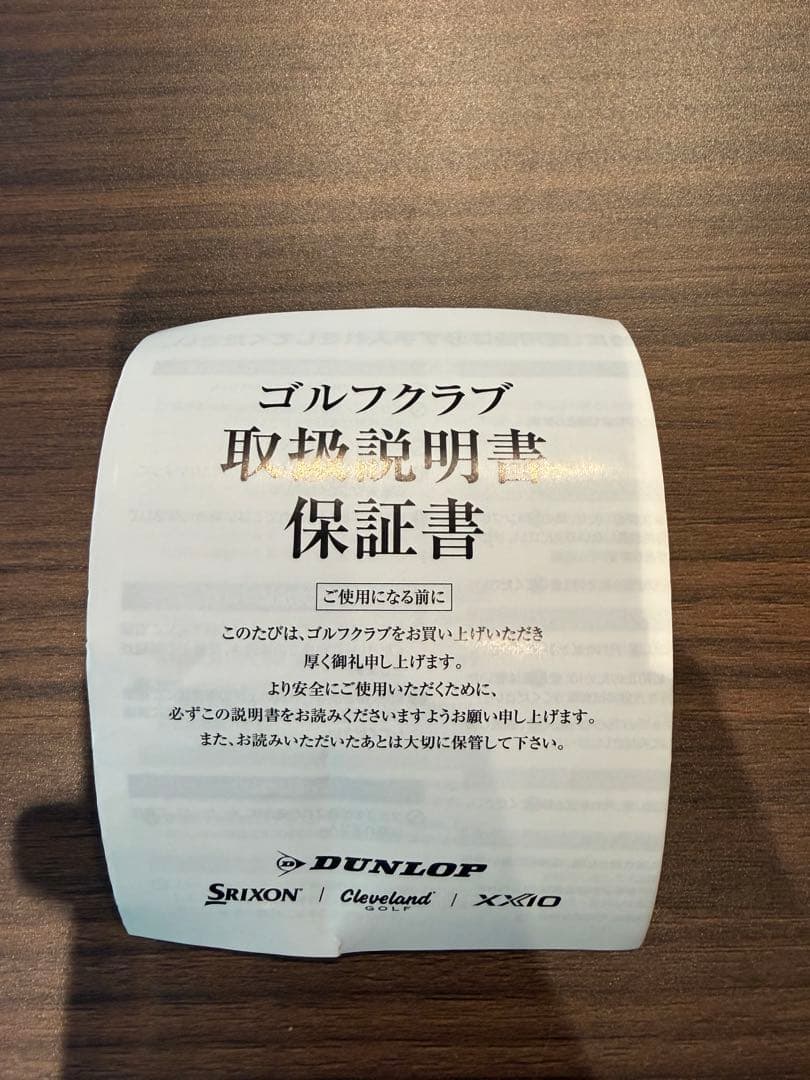 ゴルフクラブ
取扱説明書
保証書
ご使用になる前に
このたびは、ゴルフクラブをお買い上げいただき
厚く御礼申し上げます。
より安全にご使用いただくために、
必ずこの説明書をお読みくださいますようお願い申し上げます。
また、お読みいただいたあとは大切に保管して下さい。
DUNLOP
SRIXON / Cleveland GOLF / XXIO